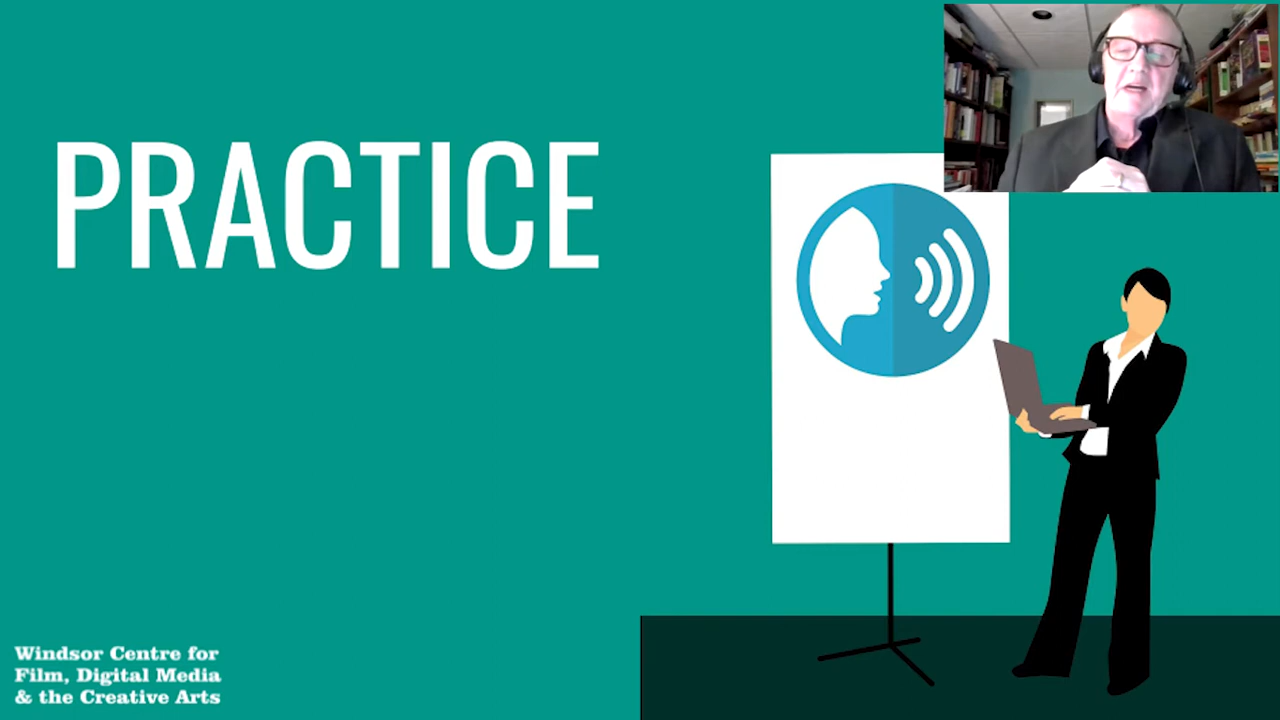 PRACTICE
Windsor Centre for
Film, Digital Media
& the Creative Arts